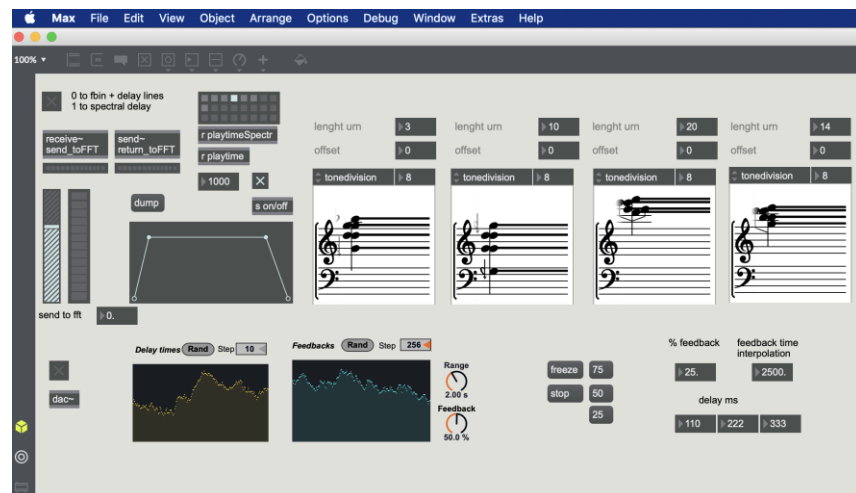 Max File Edit View Object Arrange Options Debug Window Extras Help
100%
0 to fbin + delay lines
1 to spectral delay
receive~
send_toFFT
send~
return_toFFT
r playtimeSpectr
r playtime
1000
s on/off
dump
lenght urn 3
offset 0
tonedivision 8
lenght urn 10
offset 0
tonedivision 8
lenght urn 20
offset 0
tonedivision 8
lenght urn 14
offset 0
tonedivision 8
send to fft 0.
dac~
Delay times Rand Step 10
Feedbacks Rand Step 256
Range
2.00 s
Feedback
50.0 %
freeze 75
stop 50
25
% feedback
25.
feedback time
interpolation
2500.
delay ms
110 222 333